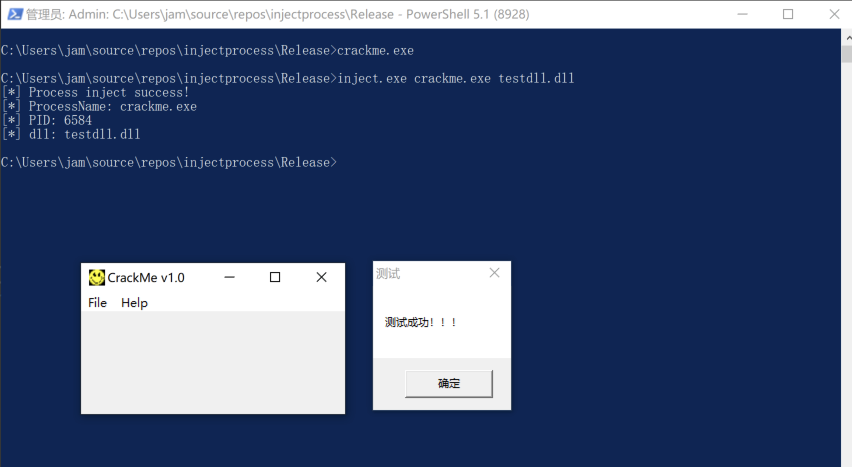 管理员: Admin: C:\Users\jam\source\repos\injectprocess\Release - PowerShell 5.1 (8928)
C:\Users\jam\source\repos\injectprocess\Release>crackme.exe
C:\Users\jam\source\repos\injectprocess\Release>inject.exe crackme.exe testdll.dll
[*] Process inject success!
[*] ProcessName: crackme.exe
[*] PID: 6584
[*] dll: testdll.dll
C:\Users\jam\source\repos\injectprocess\Release>
CrackMe v1.0
File Help
测试
测试成功！！！
确定